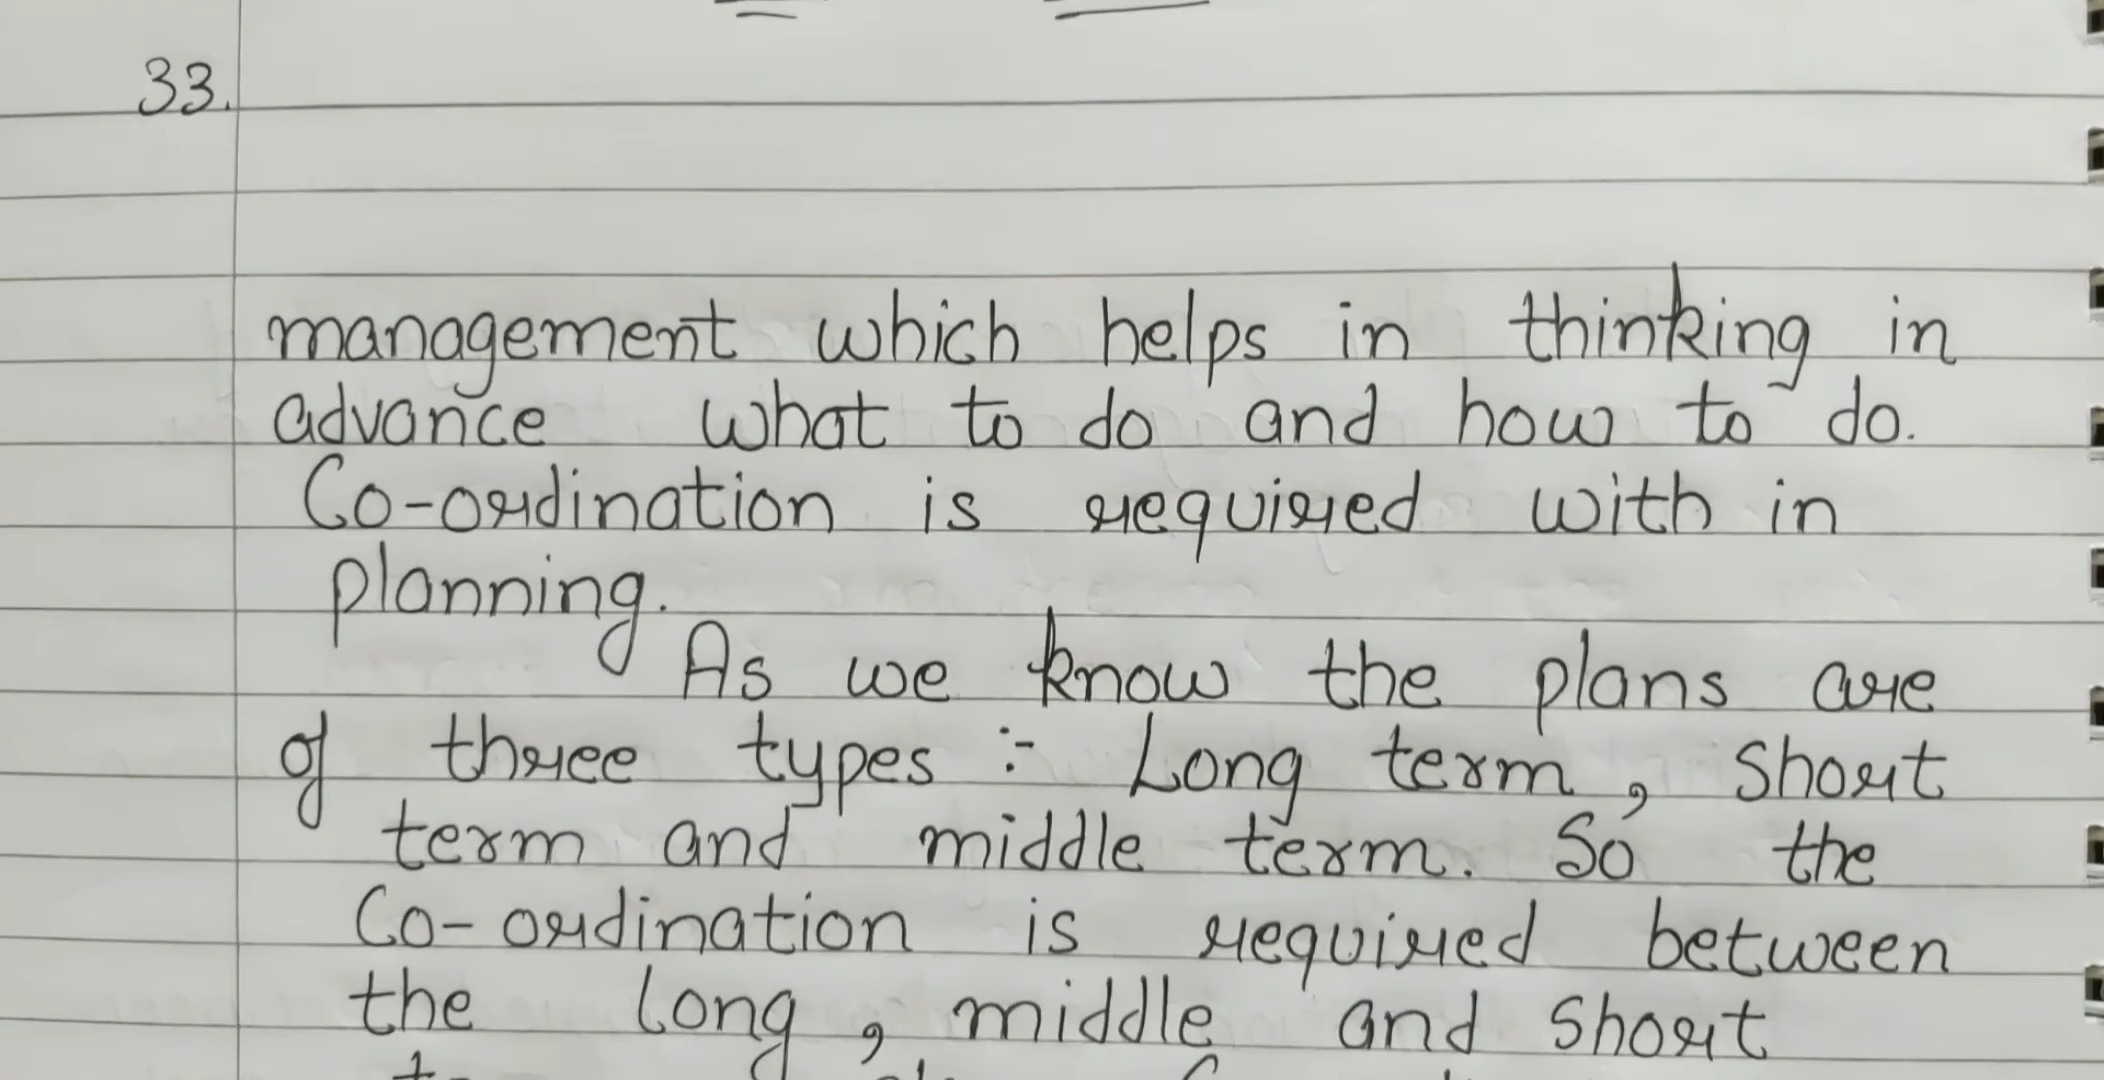 33.
management which helps in thinking in
advance what to do and how to do.
Co-ordination is required with in
planning.
As we know the plans are
of three types :- Long term, Short
term and middle term. So the
Co-ordination is required between
the long, middle and short